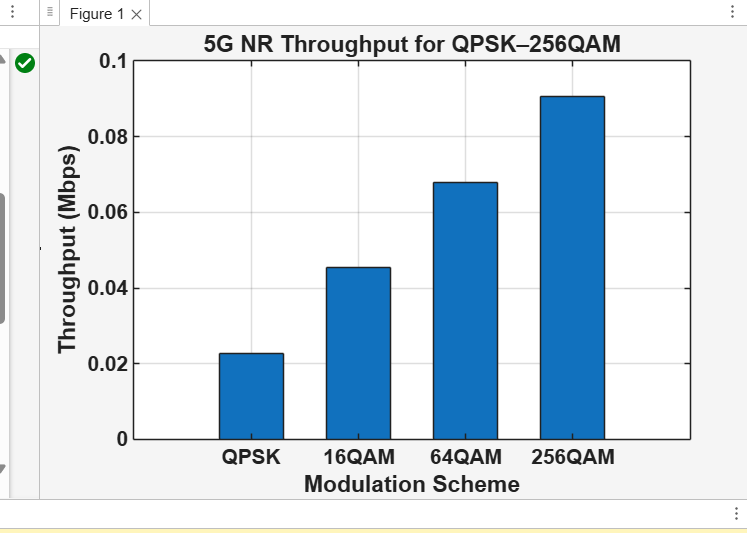 Figure 1
5G NR Throughput for QPSK–256QAM
0.1
0.08
0.06
0.04
0.02
0
Throughput (Mbps)
QPSK 16QAM 64QAM 256QAM
Modulation Scheme